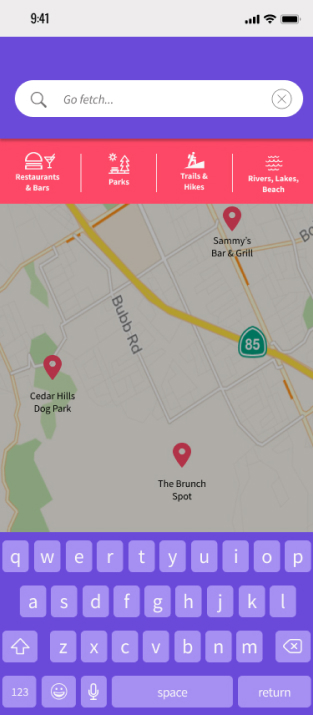 9:41
Go fetch...
Restaurants
& Bars
Parks
Trails &
Hikes
Rivers, Lakes,
Beach
Sammy's
Bar & Grill
Bubb Rd
85
Cedar Hills
Dog Park
The Brunch
Spot
q w e r t y u i o p
a s d f g h j k l
z x c v b n m
123 space return